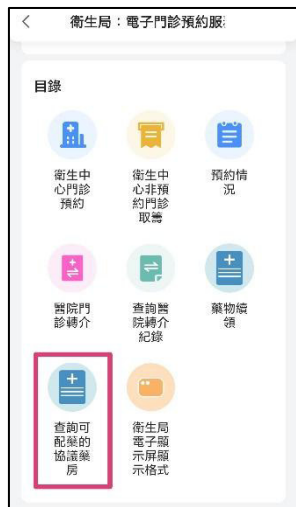 衛生局：電子門診預約服
目錄
衛生中
心門診
預約
衛生中
心非預
約門診
取籌
預約情
況
醫院門
診轉介
查詢醫
院轉介
紀錄
藥物續
領
查詢可
配藥的
協議藥
房
衛生局
電子顯
示屏顯
示格式